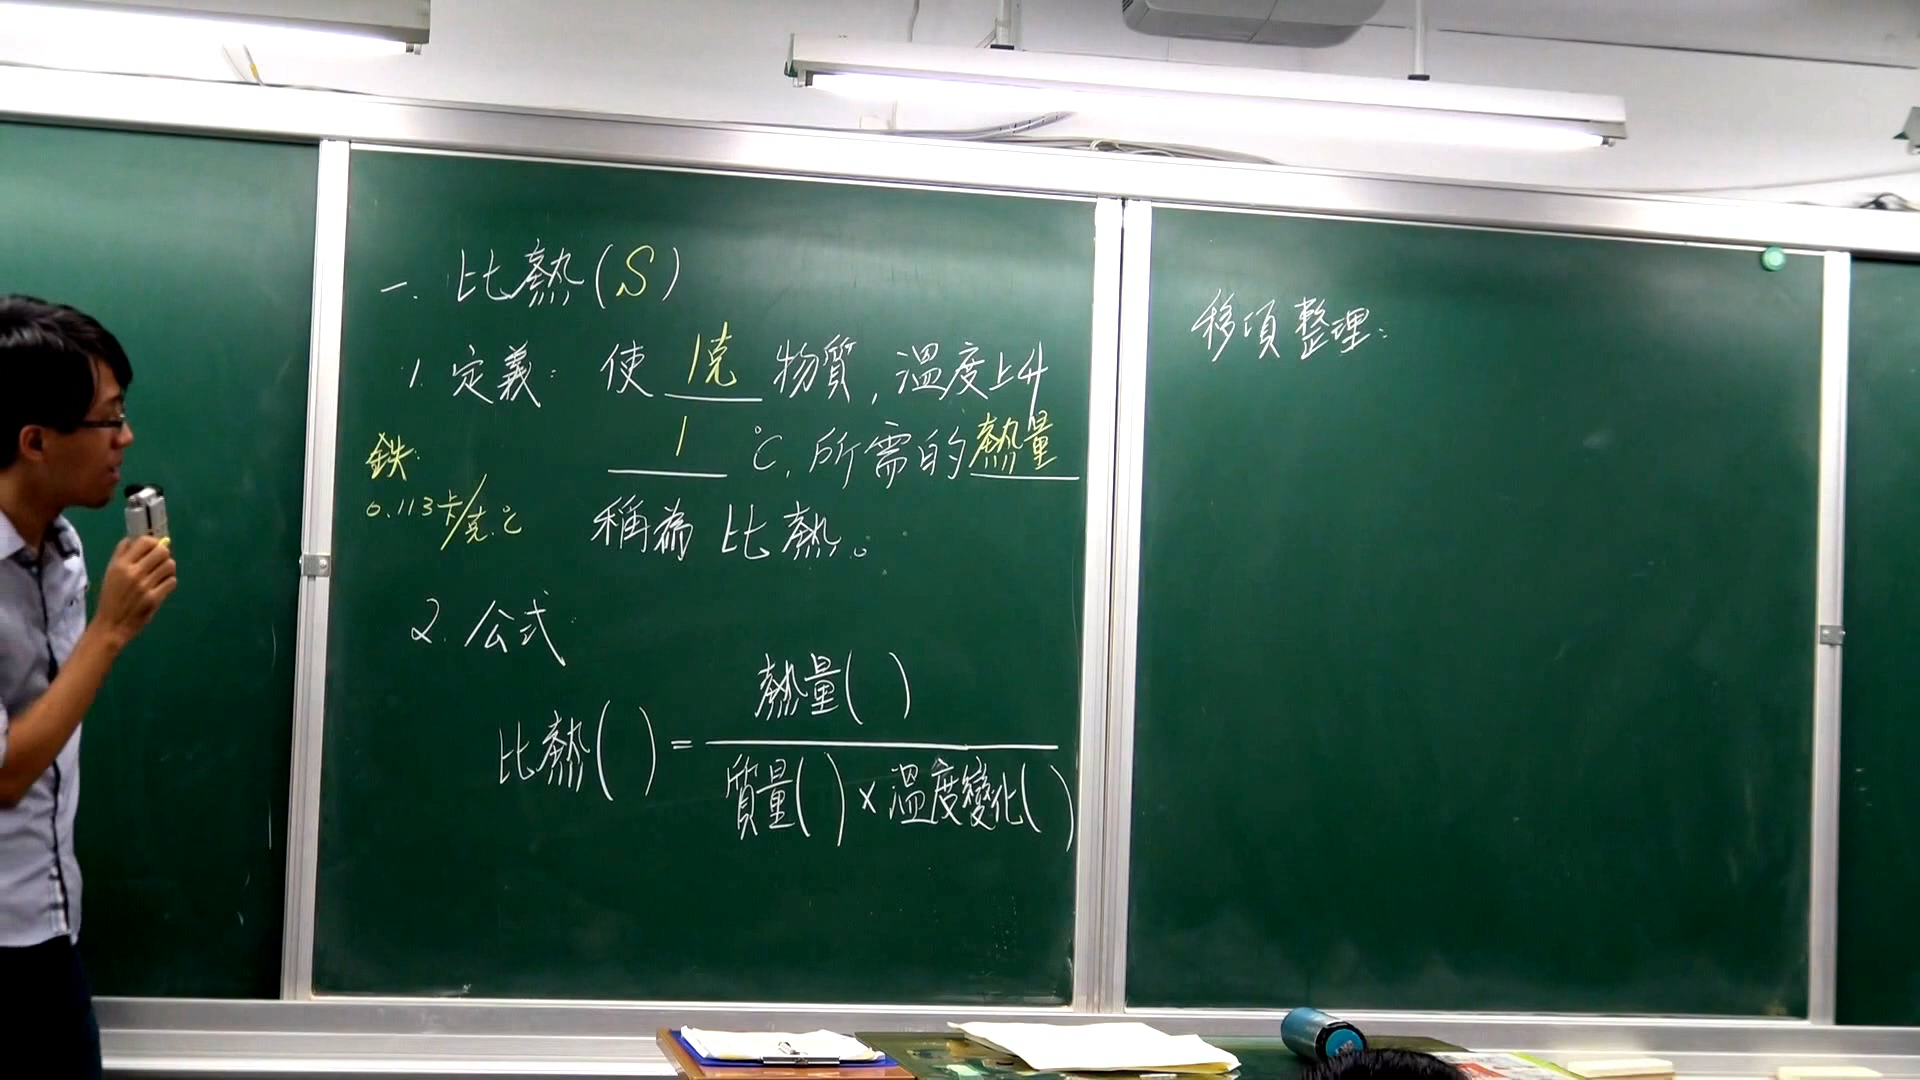 一. 比熱(S)
1. 定義: 使 1克 物質, 溫度上升
1 ℃, 所需的熱量
稱為 比熱。
鉄:
0.113卡/克.℃
2. 公式:
熱量( )
比熱( ) =
質量( ) × 溫度變化( )
移項整理: